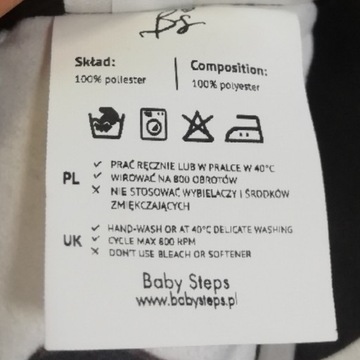 Bs
Skład:
100% poliester
Composition:
100% polyester
PL
✓ PRAĆ RĘCZNIE LUB W PRALCE W 40°C
✓ WIROWAĆ NA 800 OBROTÓW
✕ NIE STOSOWAĆ WYBIELACZY I ŚRODKÓW
ZMIĘKCZAJĄCYCH
UK
✓ HAND-WASH OR AT 40°C DELICATE WASHING
✓ CYCLE MAX 800 RPM
✕ DON'T USE BLEACH OR SOFTENER
Baby Steps
www.babysteps.pl